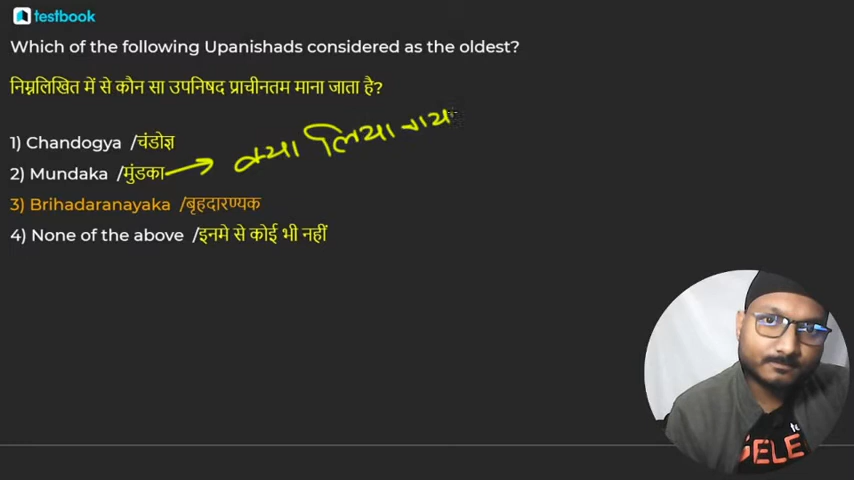 testbook
Which of the following Upanishads considered as the oldest?
निम्नलिखित में से कौन सा उपनिषद प्राचीनतम माना जाता है?
1) Chandogya /चंडोज्ञ
2) Mundaka /मुंडका
क्या लिया गाय
3) Brihadaranayaka /बृहदारण्यक
4) None of the above /इनमे से कोई भी नहीं